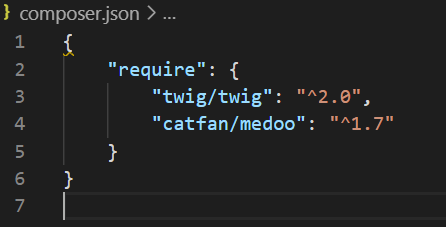 composer.json > ...
1 {
2     "require": {
3         "twig/twig": "^2.0",
4         "catfan/medoo": "^1.7"
5     }
6 }
7